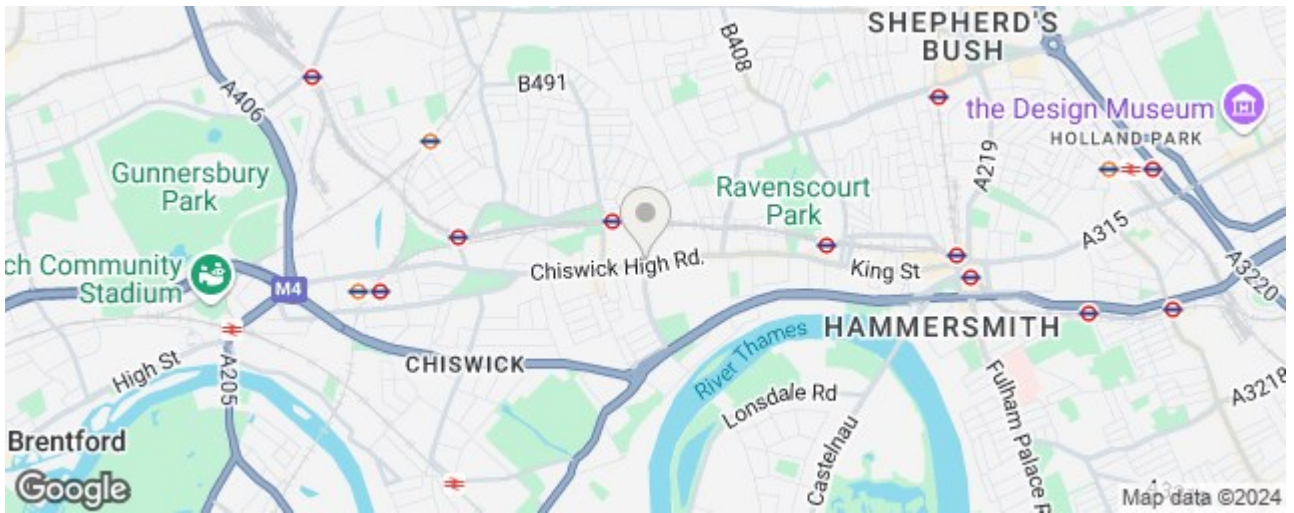 SHEPHERD'S
BUSH
B408
A406
B491
the Design Museum
HOLLAND PARK
A219
Gunnersbury
Park
Ravenscourt
Park
A315
ch Community
Stadium
Chiswick High Rd.
King St
A3220
M4
HAMMERSMITH
River Thames
High St
A205
CHISWICK
Lonsdale Rd
Fulham Palace R
A3218
Brentford
Castelnau
Google
Map data ©2024